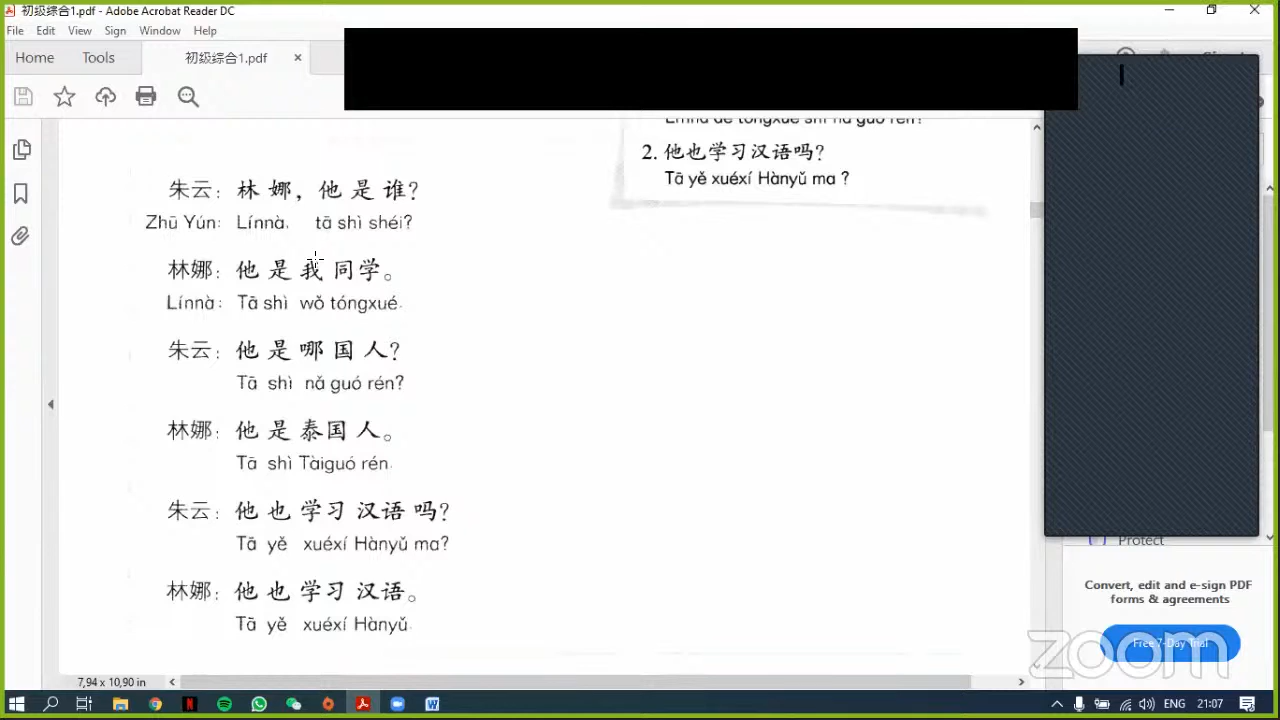 初级综合1.pdf - Adobe Acrobat Reader DC
File Edit View Sign Window Help
Home Tools 初级综合1.pdf ×
2. 他也学习汉语吗?
Tā yě xuéxí Hànyǔ ma ?
朱云: 林 娜, 他 是 谁?
Zhū Yún: Línnà, tā shì shéi?
林娜: 他 是 我 同学。
Línnà: Tā shì wǒ tóngxué.
朱云: 他 是 哪 国 人?
Tā shì nǎ guó rén?
林娜: 他 是 泰国 人。
Tā shì Tàiguó rén.
朱云: 他 也 学习 汉语 吗?
Tā yě xuéxí Hànyǔ ma?
林娜: 他 也 学习 汉语。
Tā yě xuéxí Hànyǔ.
Protect
Convert, edit and e-sign PDF
forms & agreements
Free 7-Day Trial
zoom
7,94 x 10,90 in
ENG 21:07